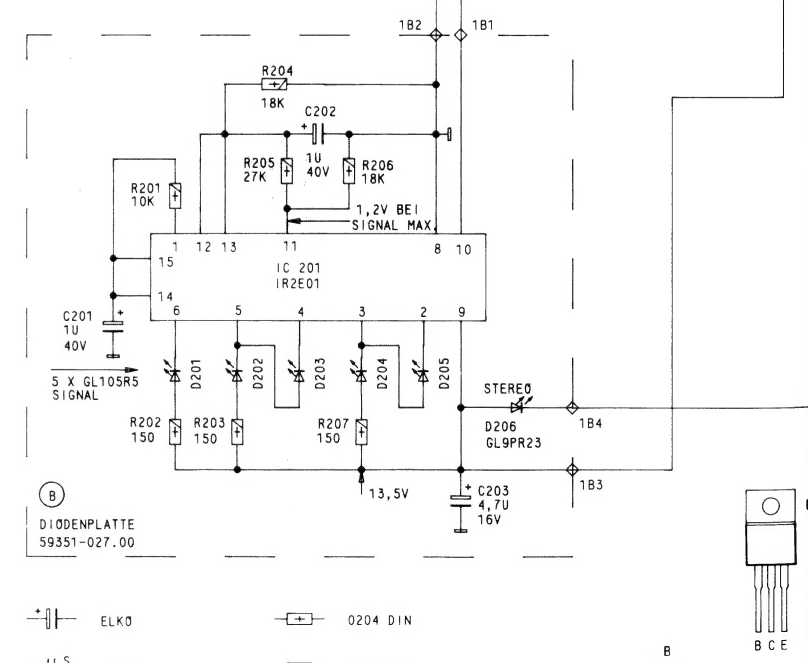 1B2 1B1
R204
18K
C202
+
1U
40V
R205
27K
R206
18K
R201
10K
1,2V BEI
SIGNAL MAX.
1 12 13 11 8 10
15
14
IC 201
IR2E01
6 5 4 3 2 9
C201
1U
40V
+
D201 D202 D203 D204 D205
5 X GL105R5
SIGNAL
STEREO
D206
GL9PR23
1B4
R202
150
R203
150
R207
150
1B3
13,5V
+
C203
4,7U
16V
B
DIODENPLATTE
59351-027.00
+ ELKO
0204 DIN
B C E
B